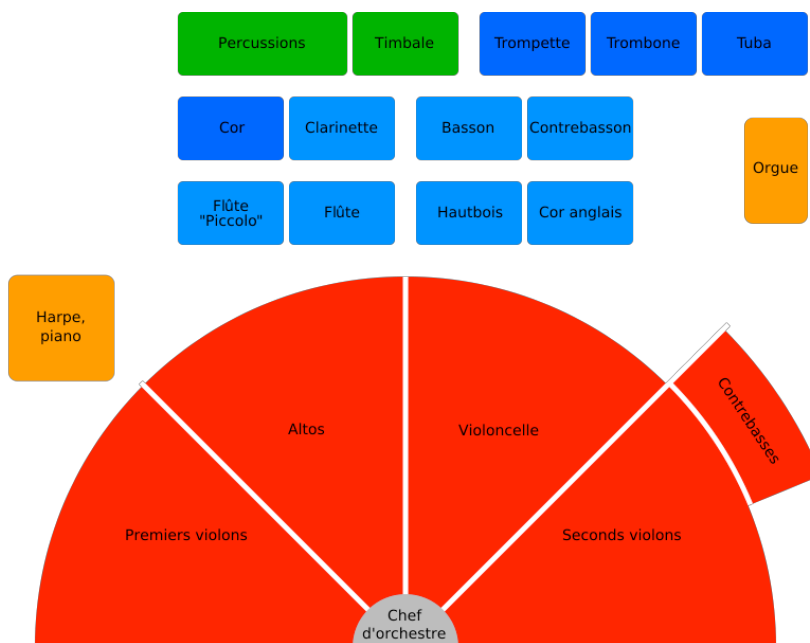 Percussions
Timbale
Trompette
Trombone
Tuba
Cor
Clarinette
Basson
Contrebasson
Orgue
Flûte
"Piccolo"
Flûte
Hautbois
Cor anglais
Harpe,
piano
Altos
Violoncelle
Contrebasses
Premiers violons
Seconds violons
Chef
d'orchestre